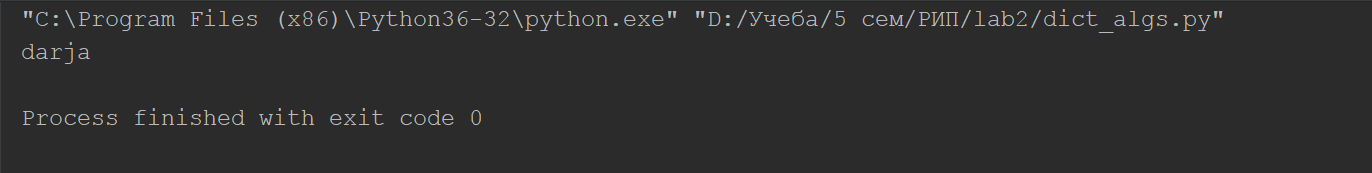 "C:\Program Files (x86)\Python36-32\python.exe" "D:/Учеба/5 сем/РИП/lab2/dict_algs.py"
darja
Process finished with exit code 0